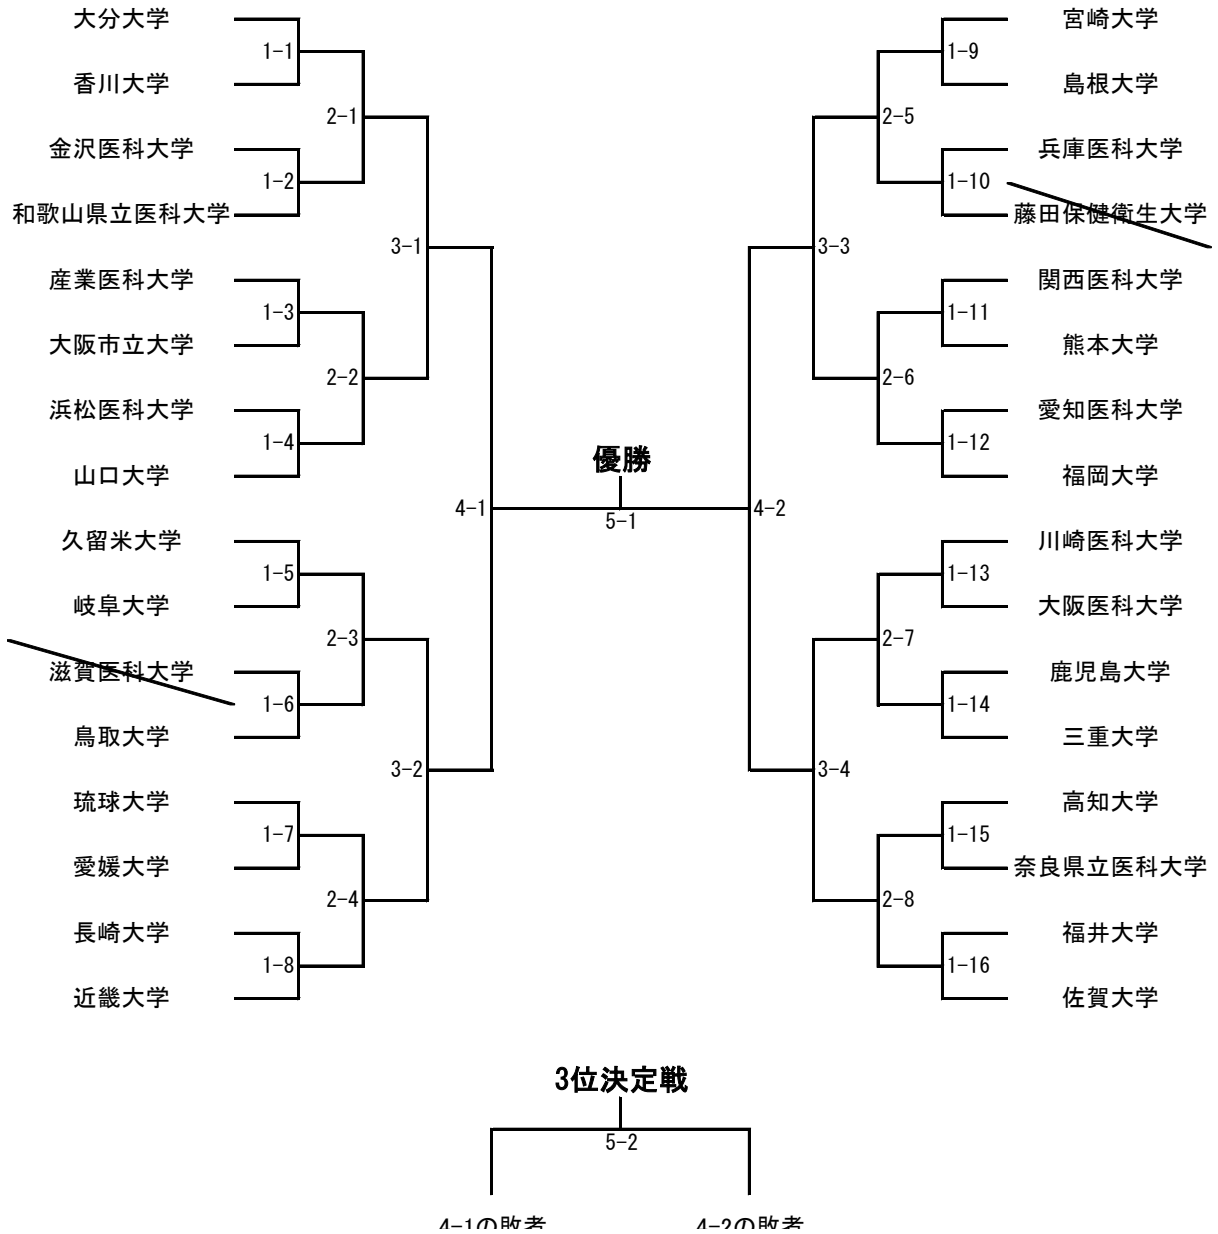 大分大学
1-1
香川大学
2-1
金沢医科大学
1-2
和歌山県立医科大学
3-1
産業医科大学
1-3
大阪市立大学
2-2
浜松医科大学
1-4
山口大学
4-1
久留米大学
1-5
岐阜大学
2-3
滋賀医科大学
1-6
鳥取大学
3-2
琉球大学
1-7
愛媛大学
2-4
長崎大学
1-8
近畿大学
優勝
5-1
宮崎大学
1-9
島根大学
2-5
兵庫医科大学
1-10
藤田保健衛生大学
3-3
関西医科大学
1-11
熊本大学
2-6
愛知医科大学
1-12
福岡大学
4-2
川崎医科大学
1-13
大阪医科大学
2-7
鹿児島大学
1-14
三重大学
3-4
高知大学
1-15
奈良県立医科大学
2-8
福井大学
1-16
佐賀大学
3位決定戦
5-2
4-1の敗者
4-2の敗者